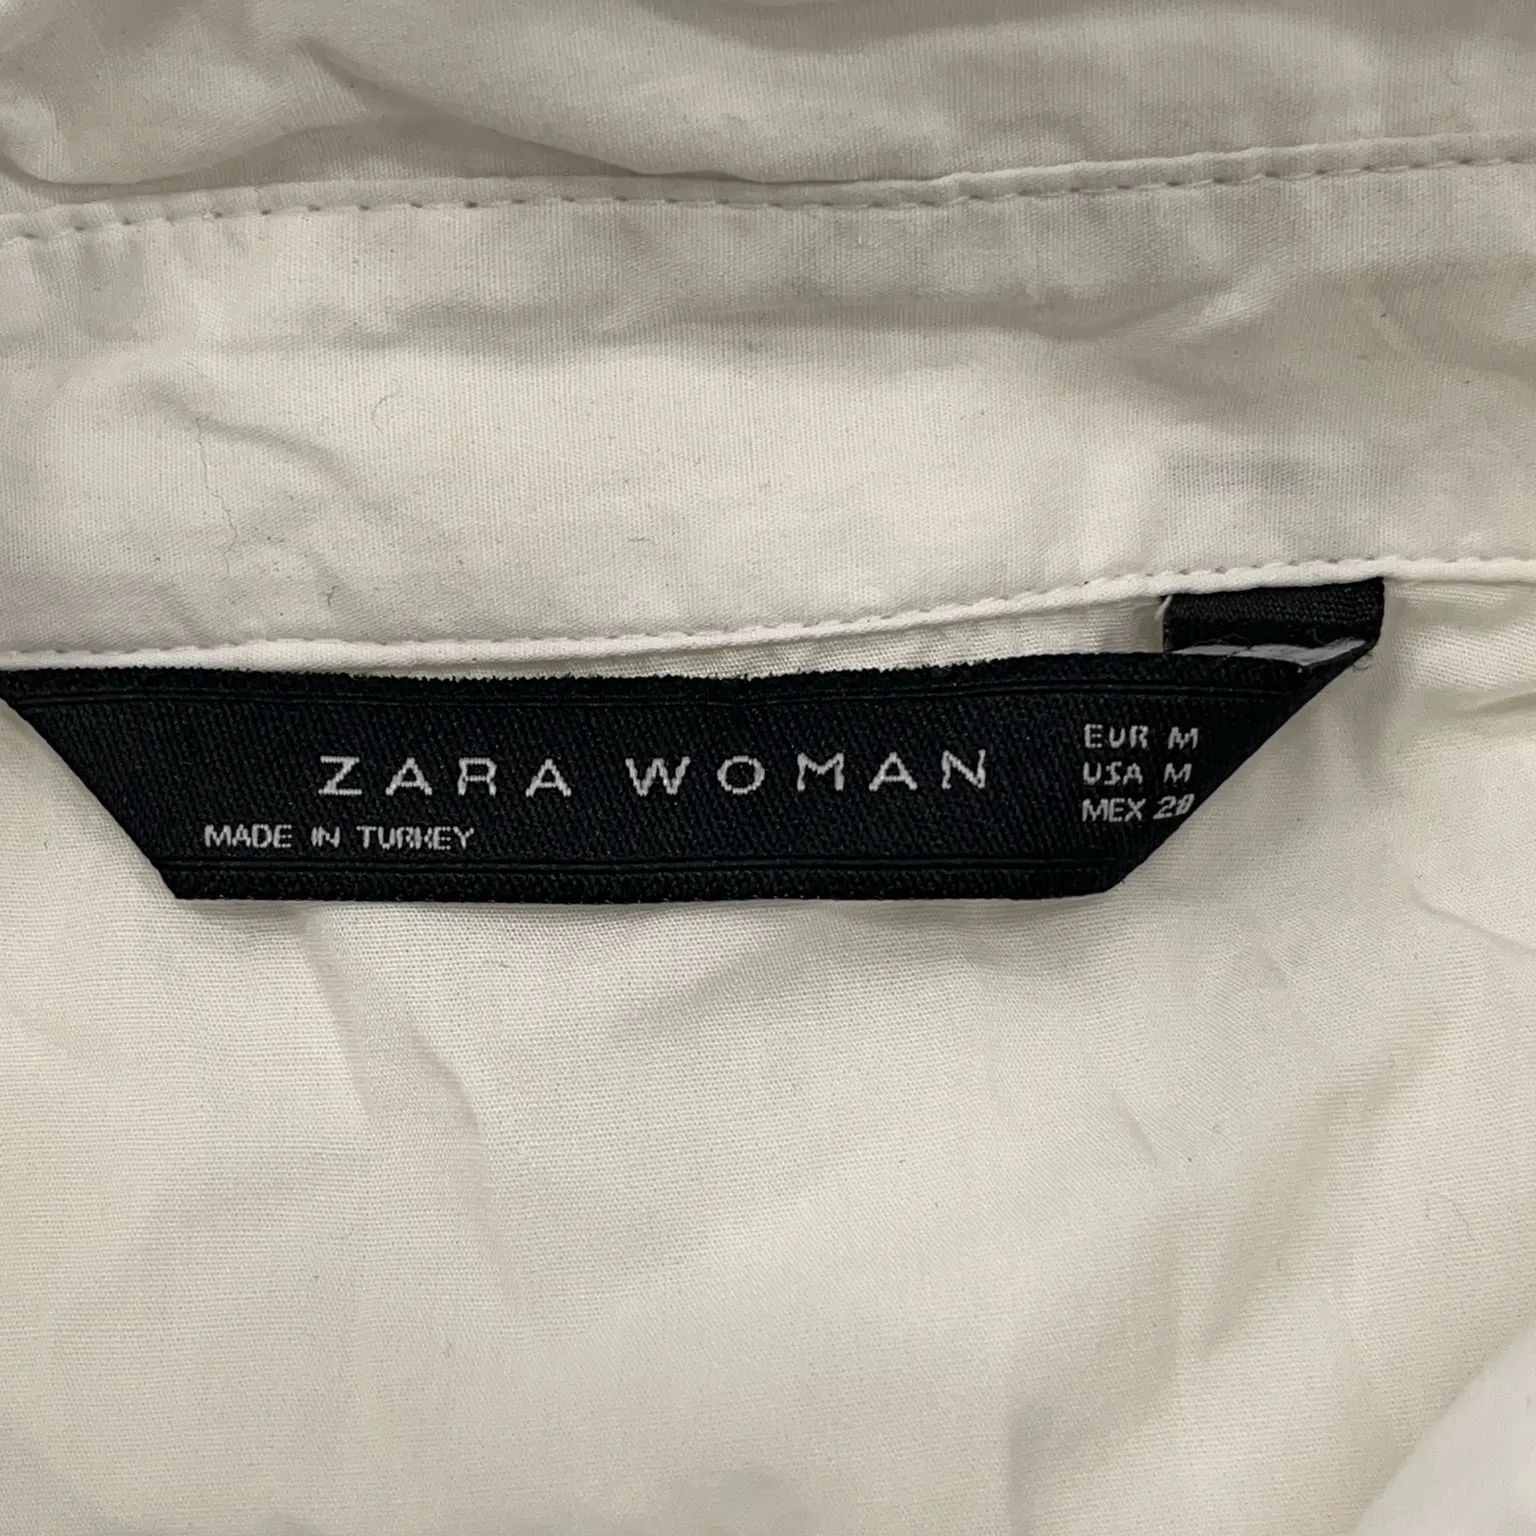 ZARA WOMAN
MADE IN TURKEY
EUR M
USA M
MEX 28